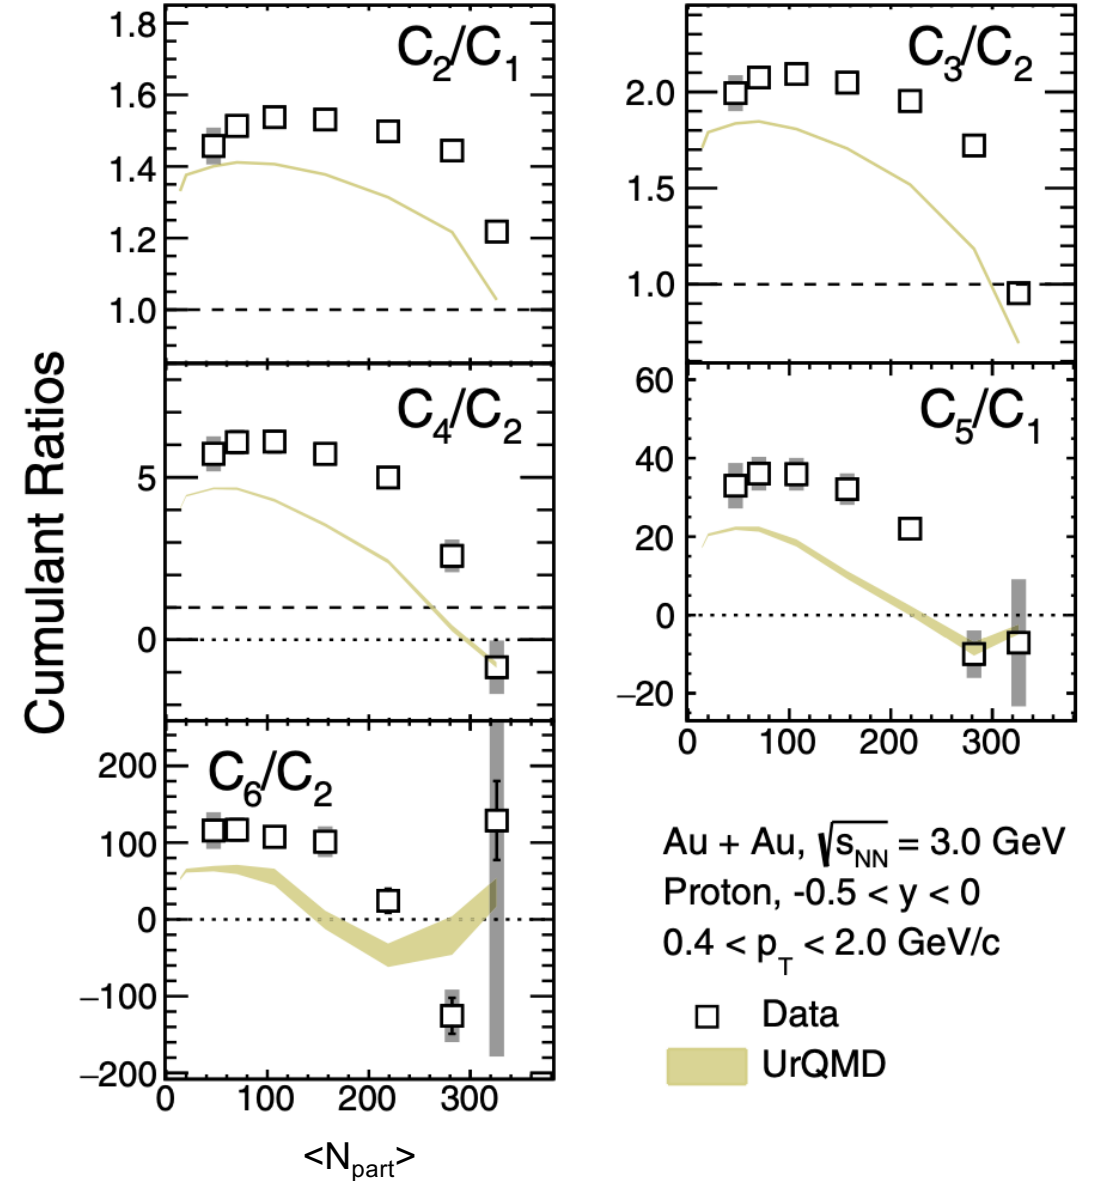 Cumulant Ratios
C2/C1
1.8
1.6
1.4
1.2
1.0
C3/C2
2.0
1.5
1.0
C4/C2
5
0
C5/C1
60
40
20
0
−20
0 100 200 300
C6/C2
200
100
0
−100
−200
0 100 200 300
<Npart>
Au + Au, √sNN = 3.0 GeV
Proton, -0.5 < y < 0
0.4 < pT < 2.0 GeV/c
Data
UrQMD